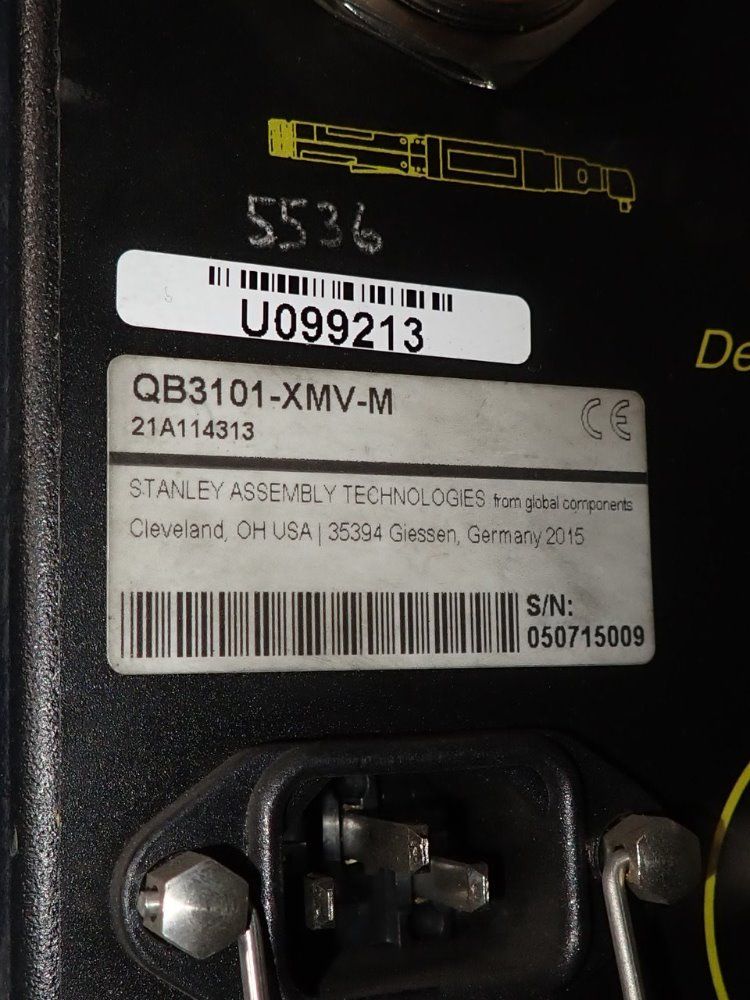 5536
U099213
De
QB3101-XMV-M
CE
21A114313
STANLEY ASSEMBLY TECHNOLOGIES from global components
Cleveland, OH USA | 35394 Giessen, Germany 2015
S/N:
050715009